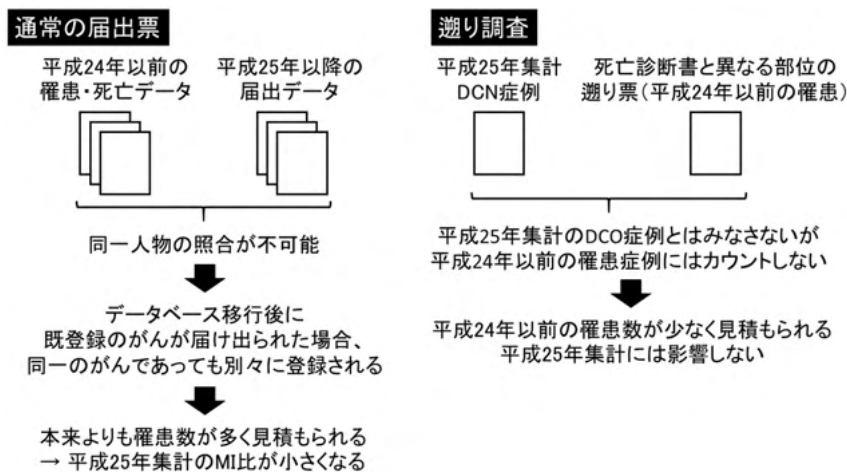 通常の届出票
平成24年以前の
罹患・死亡データ
平成25年以降の
届出データ
同一人物の照合が不可能
データベース移行後に
既登録のがんが届け出られた場合、
同一のがんであっても別々に登録される
本来よりも罹患数が多く見積もられる
→ 平成25年集計のMI比が小さくなる
遡り調査
平成25年集計
DCN症例
死亡診断書と異なる部位の
遡り票(平成24年以前の罹患)
平成25年集計のDCO症例とはみなさないが
平成24年以前の罹患症例にはカウントしない
平成24年以前の罹患数が少なく見積もられる
平成25年集計には影響しない